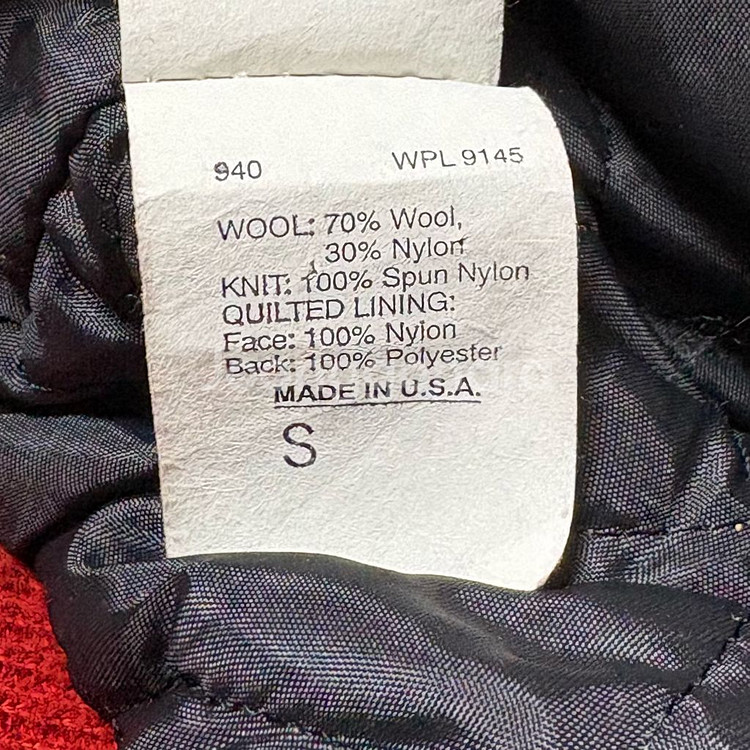 940 WPL 9145
WOOL: 70% Wool,
30% Nylon
KNIT: 100% Spun Nylon
QUILTED LINING:
Face: 100% Nylon
Back: 100% Polyester
MADE IN U.S.A.
S